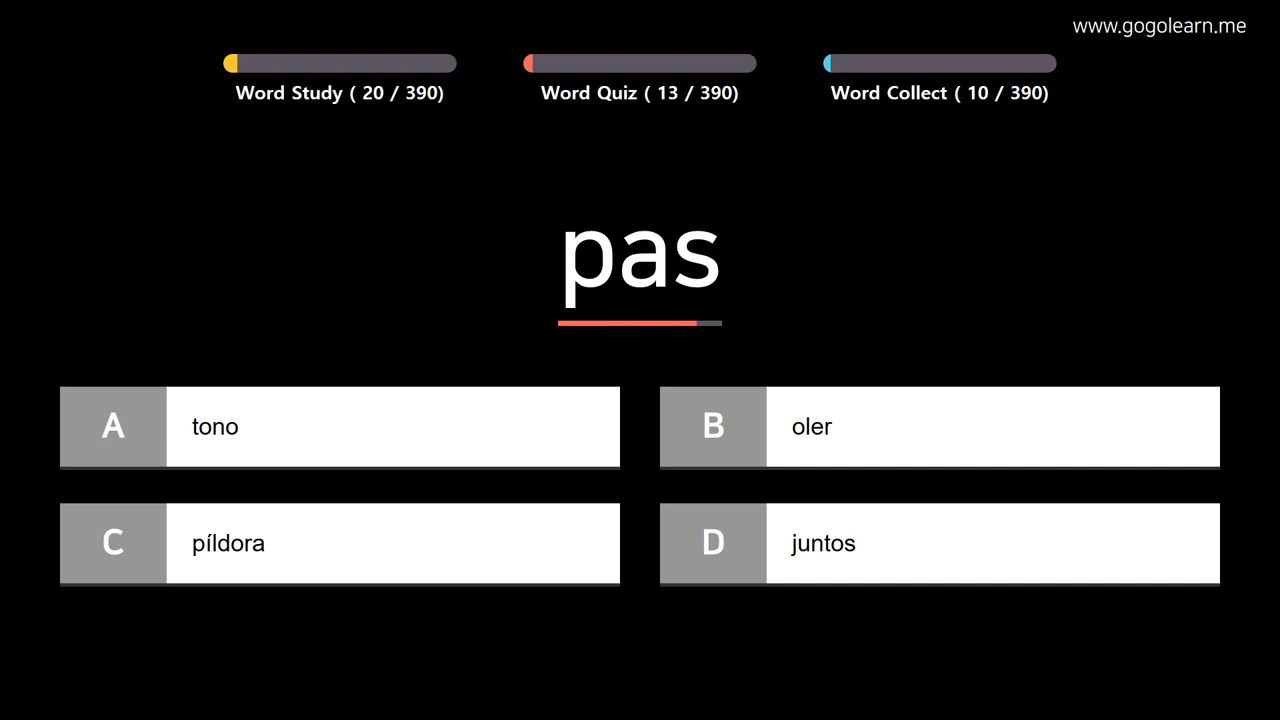 www.gogolearn.me
Word Study ( 20 / 390)
Word Quiz ( 13 / 390)
Word Collect ( 10 / 390)
pas
A tono
B oler
C píldora
D juntos